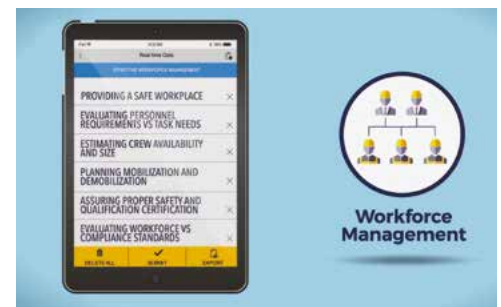 Real-time Data
EFFECTIVE WORKFORCE MANAGEMENT
PROVIDING A SAFE WORKPLACE
EVALUATING PERSONNEL
REQUIREMENTS VS TASK NEEDS
ESTIMATING CREW AVAILABILITY
AND SIZE
PLANNING MOBILIZATION AND
DEMOBILIZATION
ASSURING PROPER SAFETY AND
QUALIFICATION CERTIFICATION
EVALUATING WORKFORCE VS
COMPLIANCE STANDARDS
DELETE ALL SUBMIT EXPORT
Workforce
Management